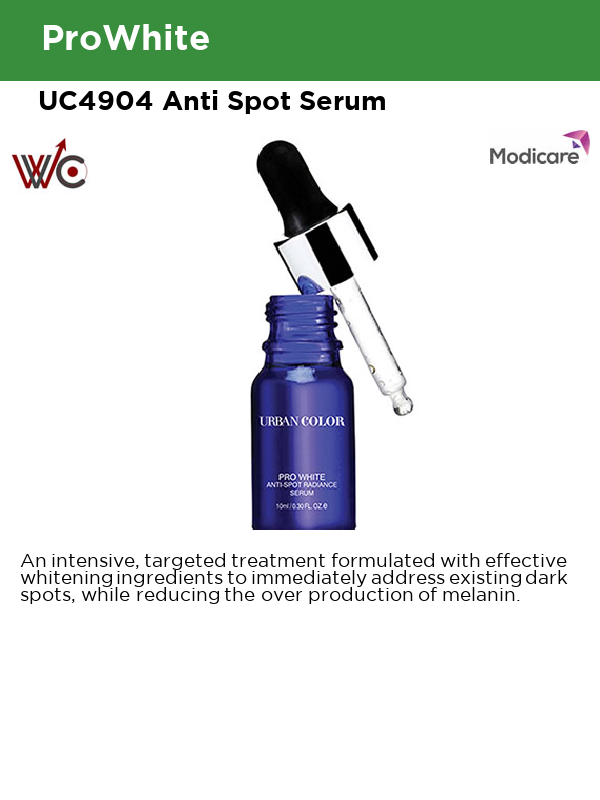 ProWhite
UC4904 Anti Spot Serum
WC
Modicare
URBAN COLOR
PRO WHITE
ANTI-SPOT RADIANCE
SERUM
10ml/0.30 FL.OZ.e
An intensive, targeted treatment formulated with effective
whitening ingredients to immediately address existing dark
spots, while reducing the over production of melanin.